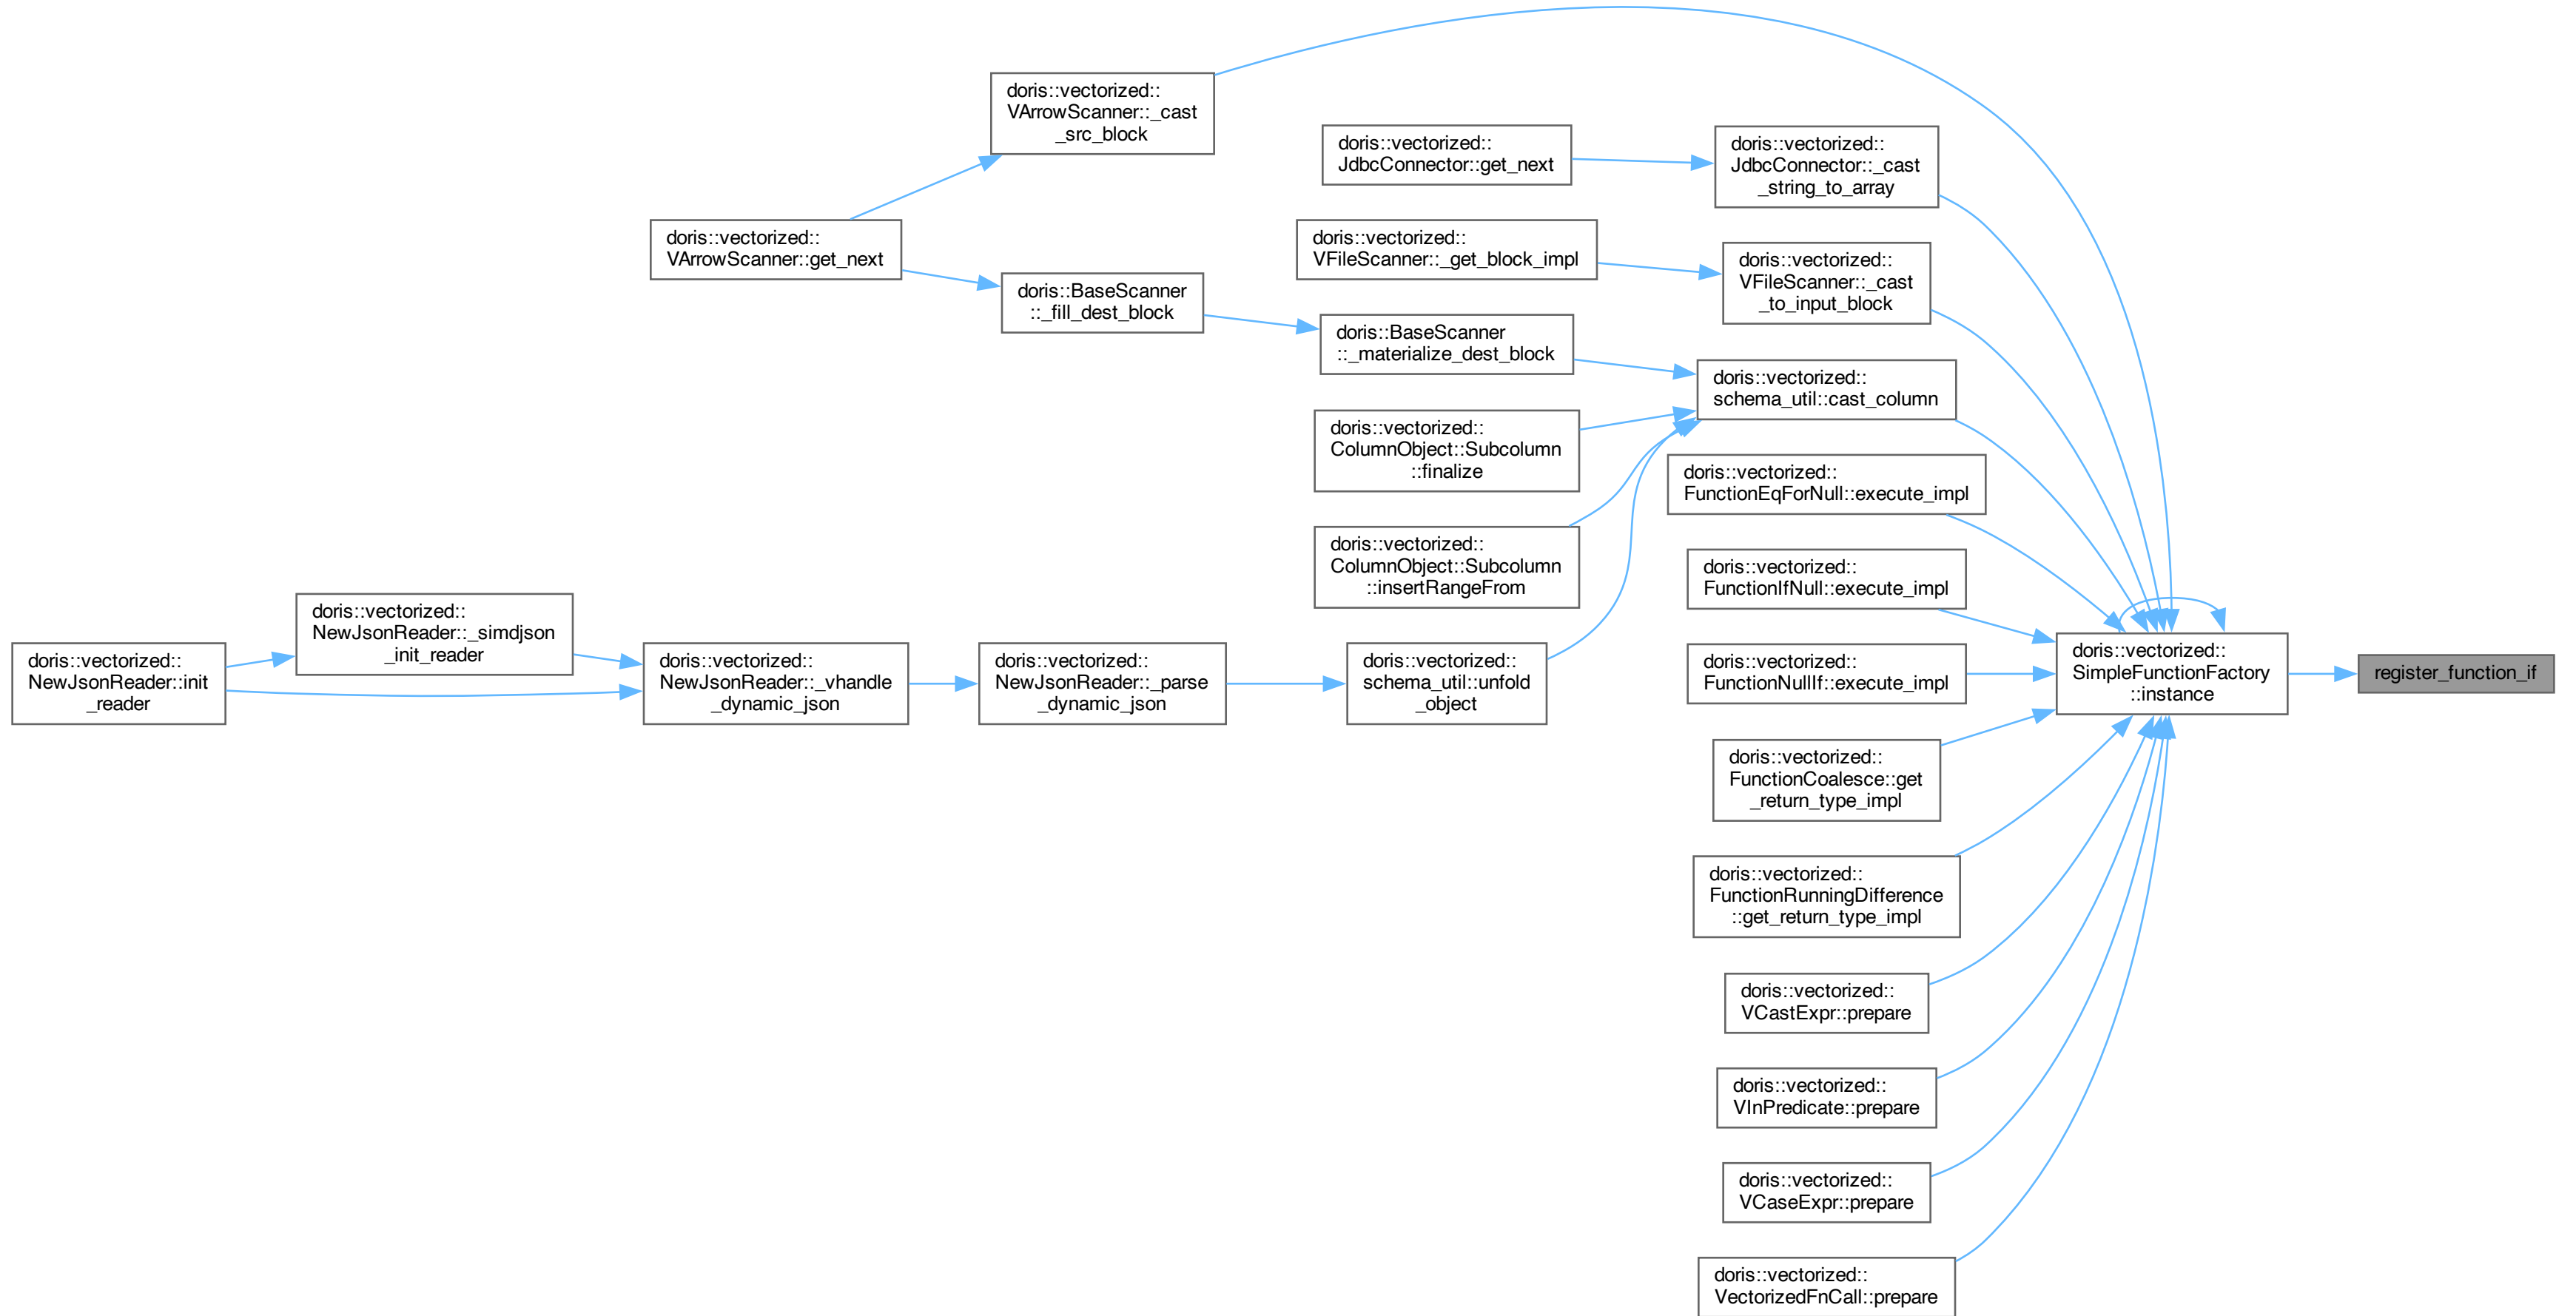 doris::vectorized::
VArrowScanner::_cast
_src_block
doris::vectorized::
JdbcConnector::get_next
doris::vectorized::
JdbcConnector::_cast
_string_to_array
doris::vectorized::
VArrowScanner::get_next
doris::vectorized::
VFileScanner::_get_block_impl
doris::vectorized::
VFileScanner::_cast
_to_input_block
doris::BaseScanner
::_fill_dest_block
doris::BaseScanner
::_materialize_dest_block
doris::vectorized::
schema_util::cast_column
doris::vectorized::
ColumnObject::Subcolumn
::finalize
doris::vectorized::
FunctionEqForNull::execute_impl
doris::vectorized::
ColumnObject::Subcolumn
::insertRangeFrom
doris::vectorized::
FunctionIfNull::execute_impl
doris::vectorized::
NewJsonReader::_simdjson
_init_reader
doris::vectorized::
NewJsonReader::init
_reader
doris::vectorized::
NewJsonReader::_vhandle
_dynamic_json
doris::vectorized::
NewJsonReader::_parse
_dynamic_json
doris::vectorized::
schema_util::unfold
_object
doris::vectorized::
FunctionNullIf::execute_impl
doris::vectorized::
SimpleFunctionFactory
::instance
register_function_if
doris::vectorized::
FunctionCoalesce::get
_return_type_impl
doris::vectorized::
FunctionRunningDifference
::get_return_type_impl
doris::vectorized::
VCastExpr::prepare
doris::vectorized::
VInPredicate::prepare
doris::vectorized::
VCaseExpr::prepare
doris::vectorized::
VectorizedFnCall::prepare